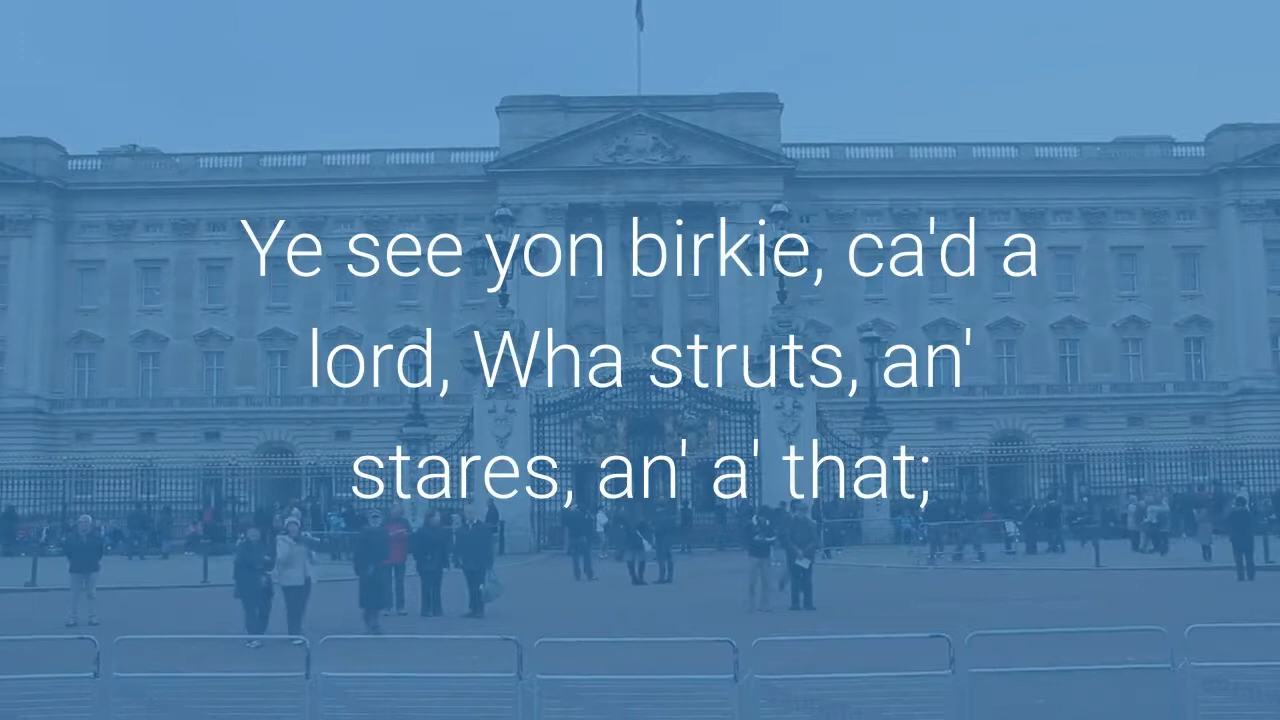 Ye see yon birkie, ca'd a
lord, Wha struts, an'
stares, an' a' that;